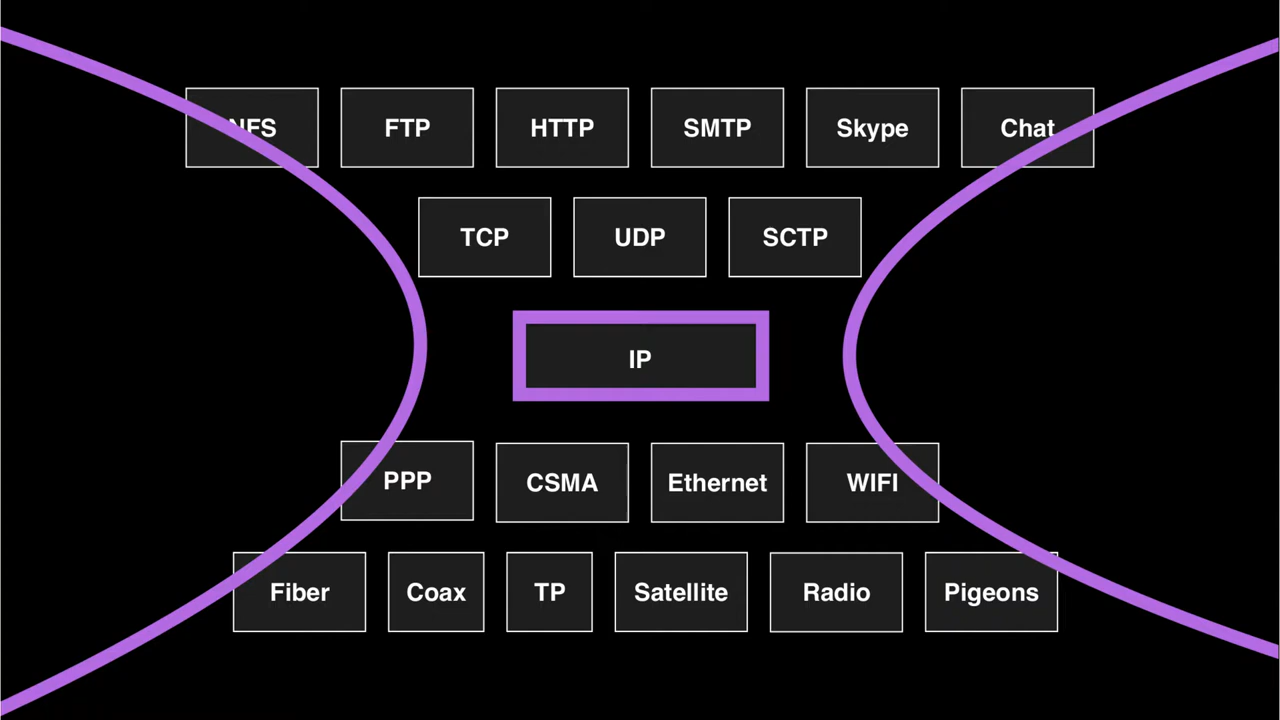 NFS FTP HTTP SMTP Skype Chat
TCP UDP SCTP
IP
PPP CSMA Ethernet WIFI
Fiber Coax TP Satellite Radio Pigeons